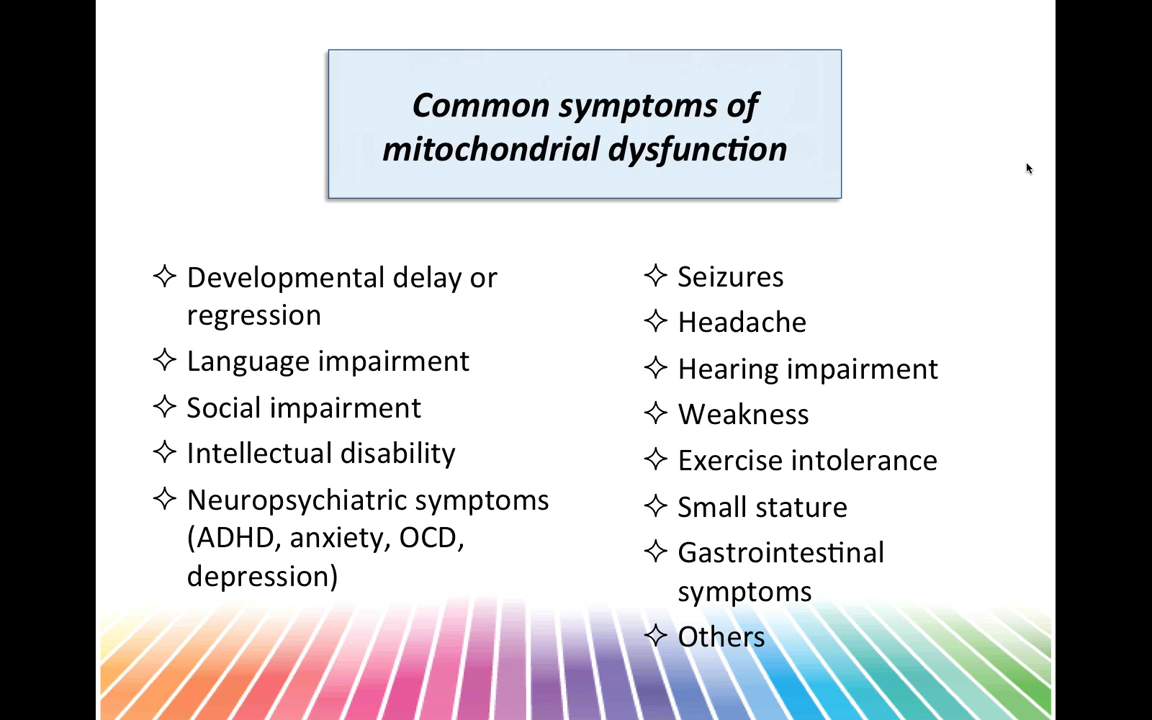 Common symptoms of
mitochondrial dysfunction
✧ Developmental delay or
regression
✧ Language impairment
✧ Social impairment
✧ Intellectual disability
✧ Neuropsychiatric symptoms
(ADHD, anxiety, OCD,
depression)
✧ Seizures
✧ Headache
✧ Hearing impairment
✧ Weakness
✧ Exercise intolerance
✧ Small stature
✧ Gastrointestinal
symptoms
✧ Others